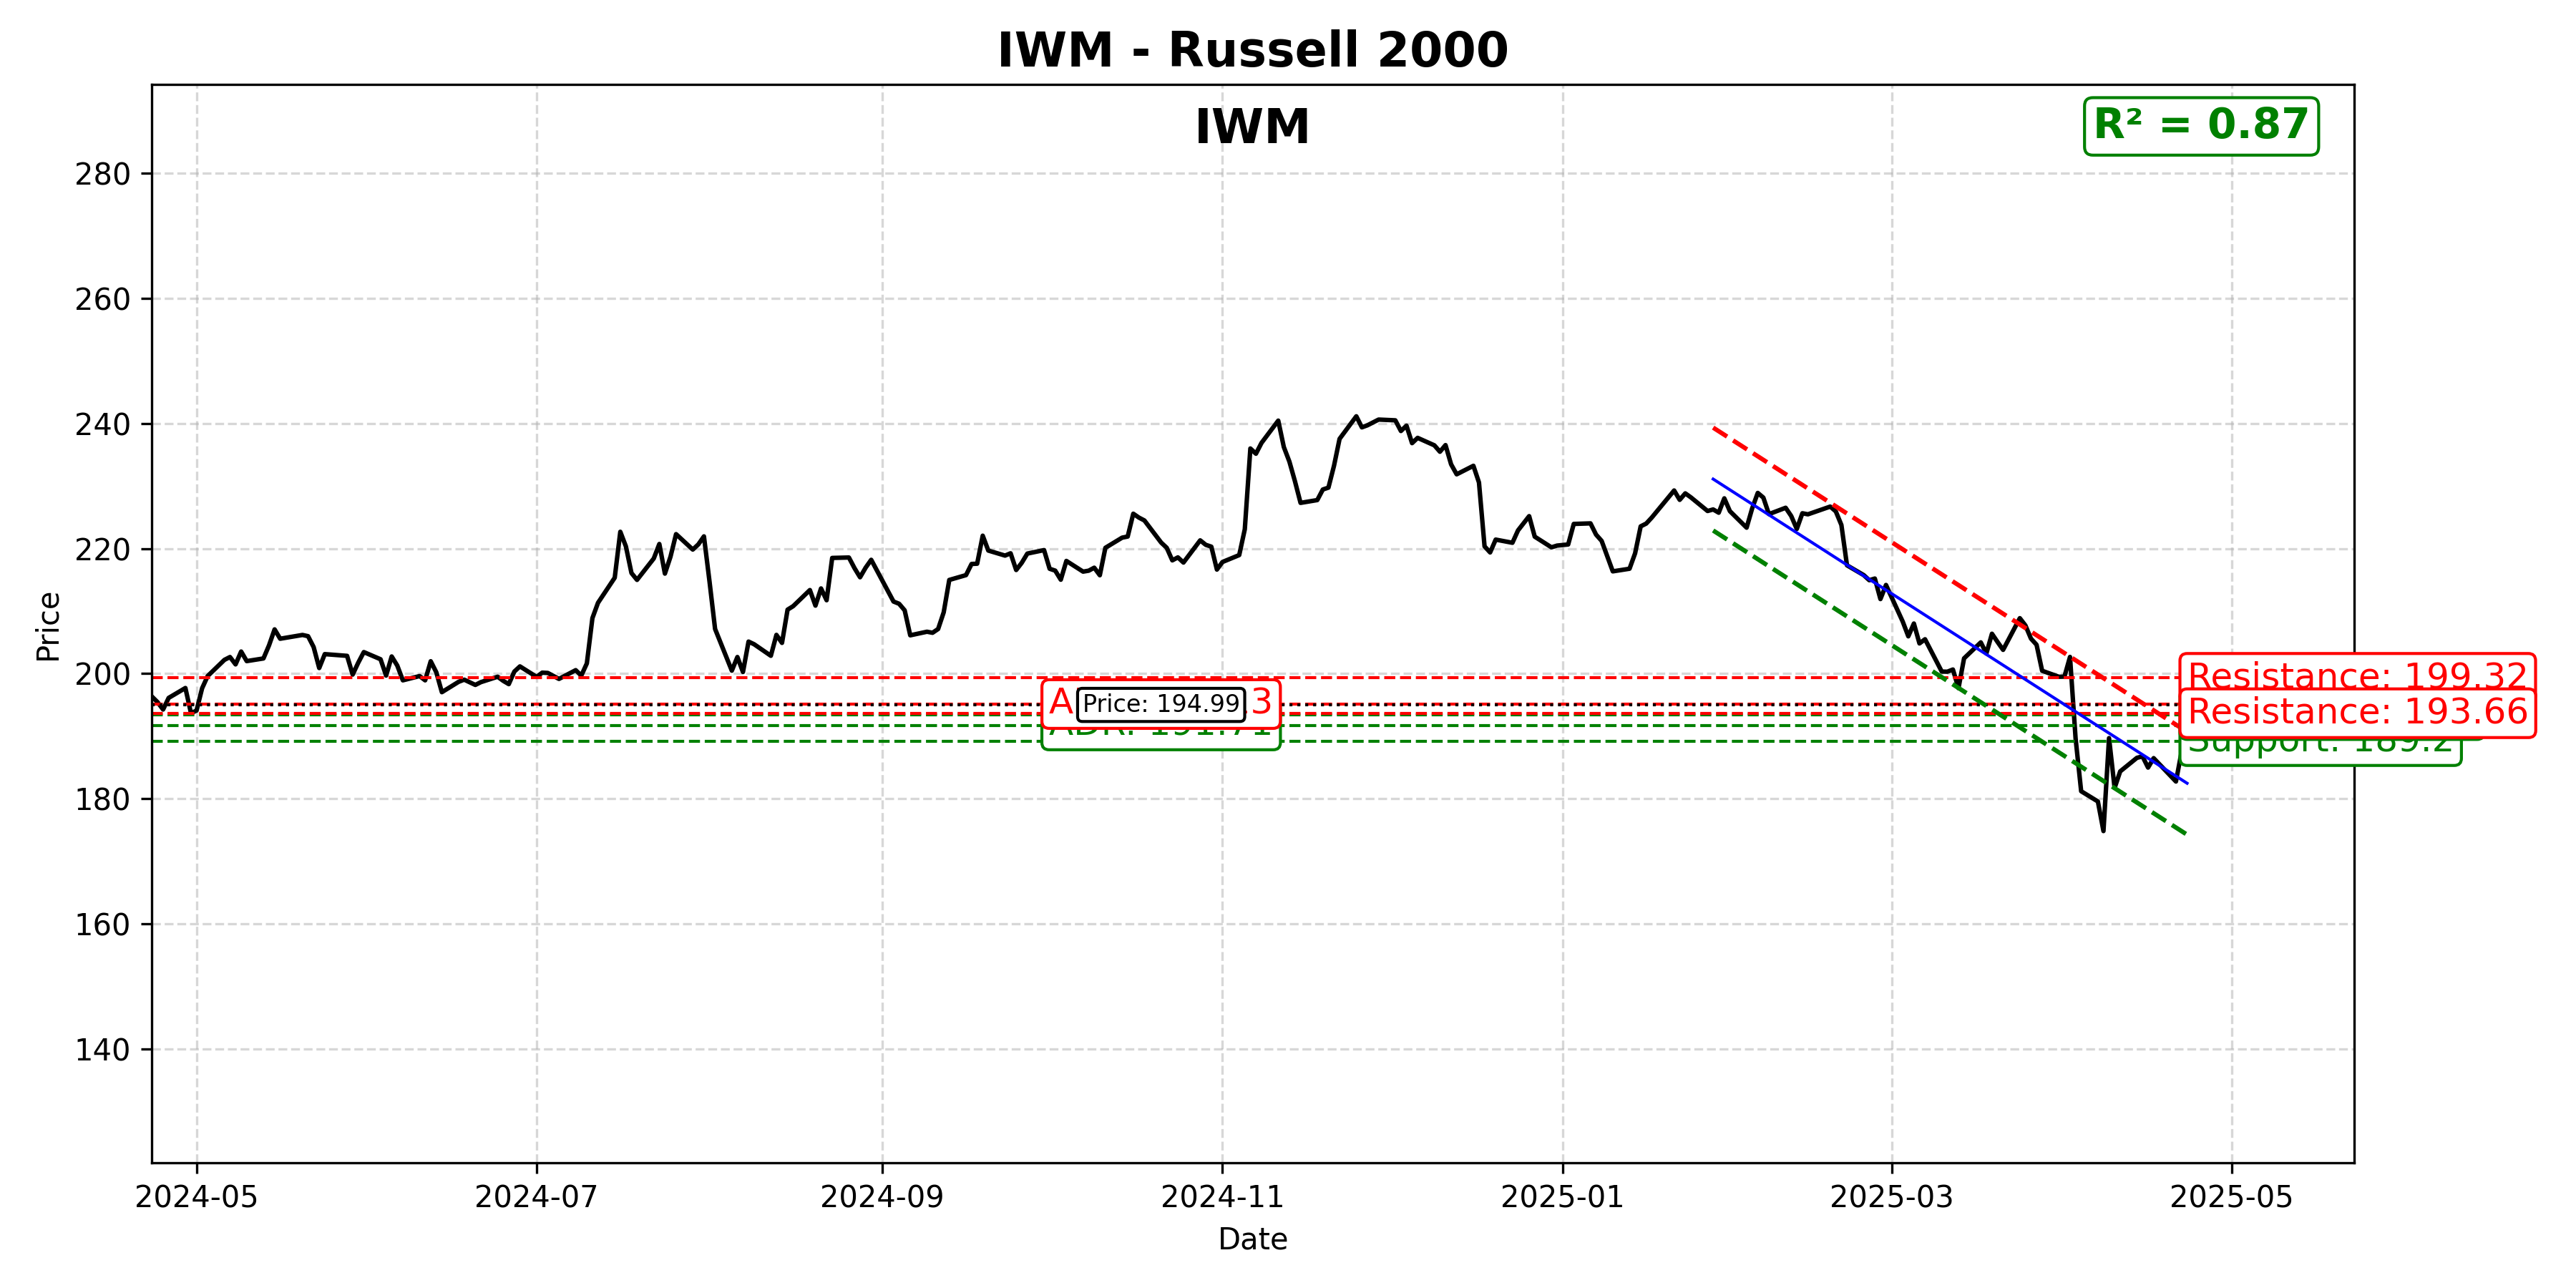 IWM - Russell 2000
IWM
R² = 0.87
Price
280
260
240
220
200
180
160
140
Resistance: 199.32
Resistance: 193.66
Price: 194.99
2024-05
2024-07
2024-09
2024-11
2025-01
2025-03
2025-05
Date